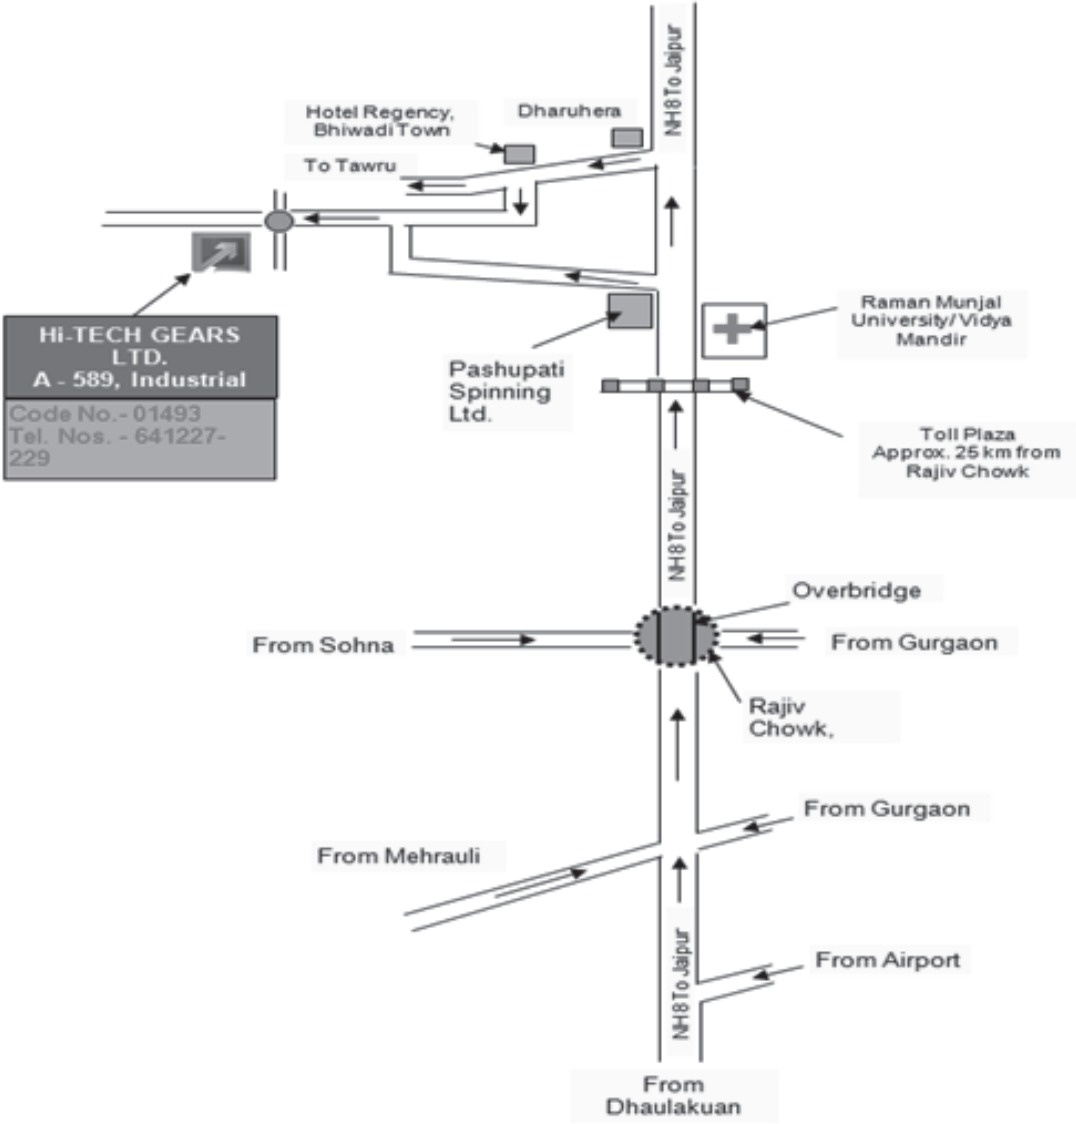 NH8 To Jaipur
Dharuhera
Hotel Regency,
Bhiwadi Town
To Tawru
Hi-TECH GEARS
LTD.
A - 589, Industrial
Code No.- 01493
Tel. Nos. - 641227-
229
Raman Munjal
University/ Vidya
Mandir
Pashupati
Spinning
Ltd.
Toll Plaza
Approx. 25 km from
Rajiv Chowk
NH8 To Jaipur
Overbridge
From Sohna
From Gurgaon
Rajiv
Chowk,
From Gurgaon
From Mehrauli
From Airport
NH8 To Jaipur
From
Dhaulakuan